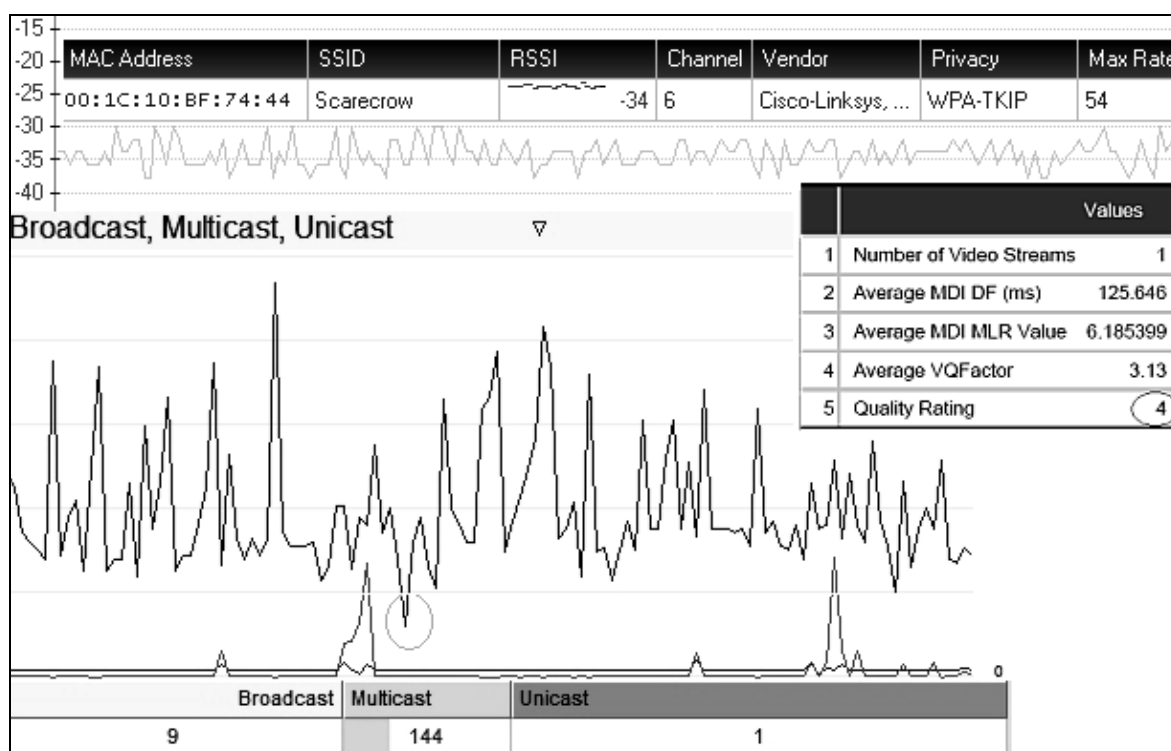 -15
-20
-25
-30
-35
-40
MAC Address SSID RSSI Channel Vendor Privacy Max Rate
00:1C:10:BF:74:44 Scarecrow -34 6 Cisco-Linksys, ... WPA-TKIP 54
Broadcast, Multicast, Unicast
Values
1 Number of Video Streams 1
2 Average MDI DF (ms) 125.646
3 Average MDI MLR Value 6.185399
4 Average VQFactor 3.13
5 Quality Rating 4
0
Broadcast Multicast Unicast
9 144 1